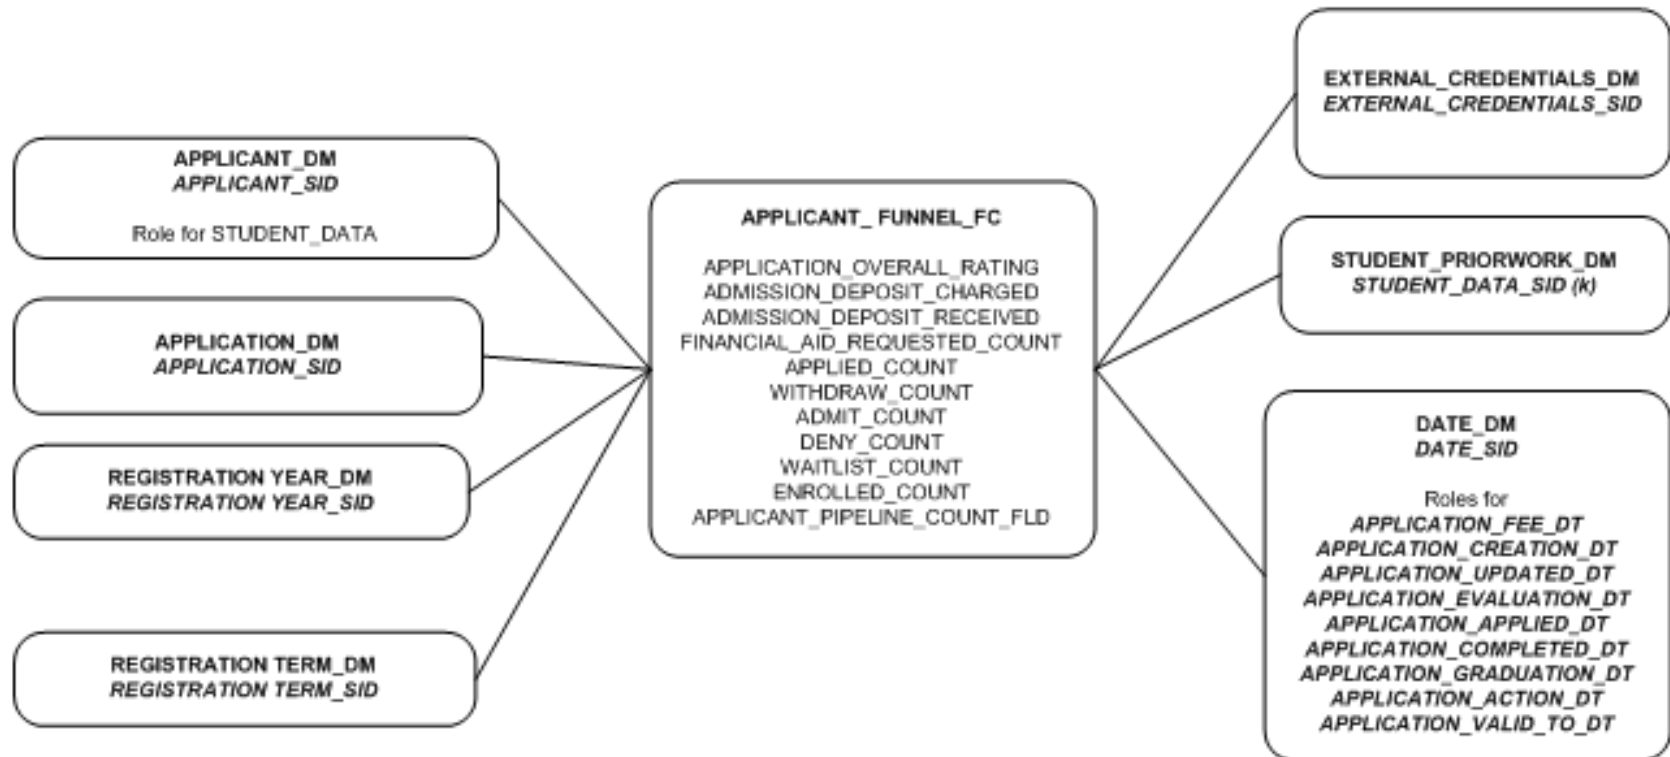 APPLICANT_DM
APPLICANT_SID
Role for STUDENT_DATA
APPLICATION_DM
APPLICATION_SID
REGISTRATION YEAR_DM
REGISTRATION YEAR_SID
REGISTRATION TERM_DM
REGISTRATION TERM_SID
APPLICANT_ FUNNEL_FC
APPLICATION_OVERALL_RATING
ADMISSION_DEPOSIT_CHARGED
ADMISSION_DEPOSIT_RECEIVED
FINANCIAL_AID_REQUESTED_COUNT
APPLIED_COUNT
WITHDRAW_COUNT
ADMIT_COUNT
DENY_COUNT
WAITLIST_COUNT
ENROLLED_COUNT
APPLICANT_PIPELINE_COUNT_FLD
EXTERNAL_CREDENTIALS_DM
EXTERNAL_CREDENTIALS_SID
STUDENT_PRIORWORK_DM
STUDENT_DATA_SID (k)
DATE_DM
DATE_SID
Roles for
APPLICATION_FEE_DT
APPLICATION_CREATION_DT
APPLICATION_UPDATED_DT
APPLICATION_EVALUATION_DT
APPLICATION_APPLIED_DT
APPLICATION_COMPLETED_DT
APPLICATION_GRADUATION_DT
APPLICATION_ACTION_DT
APPLICATION_VALID_TO_DT